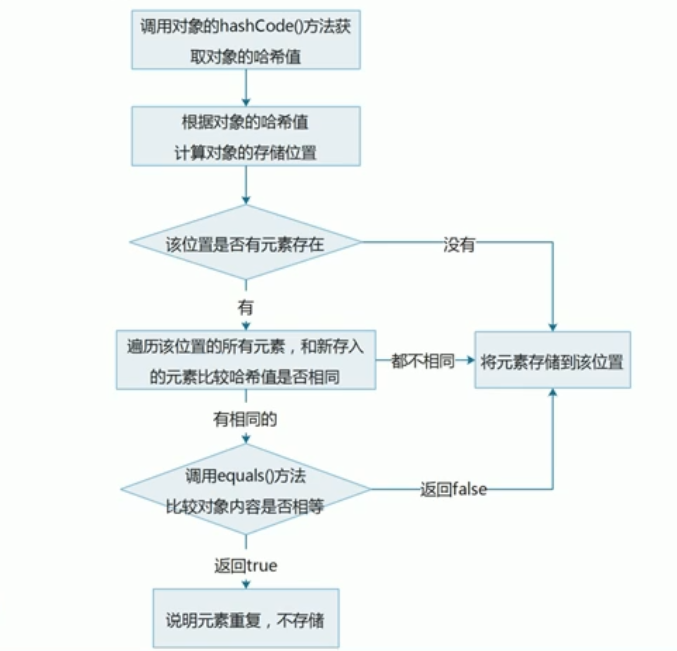 调用对象的hashCode()方法获
取对象的哈希值
根据对象的哈希值
计算对象的存储位置
该位置是否有元素存在
没有
有
遍历该位置的所有元素，和新存入
的元素比较哈希值是否相同
都不相同
将元素存储到该位置
有相同的
调用equals()方法
比较对象内容是否相等
返回false
返回true
说明元素重复，不存储